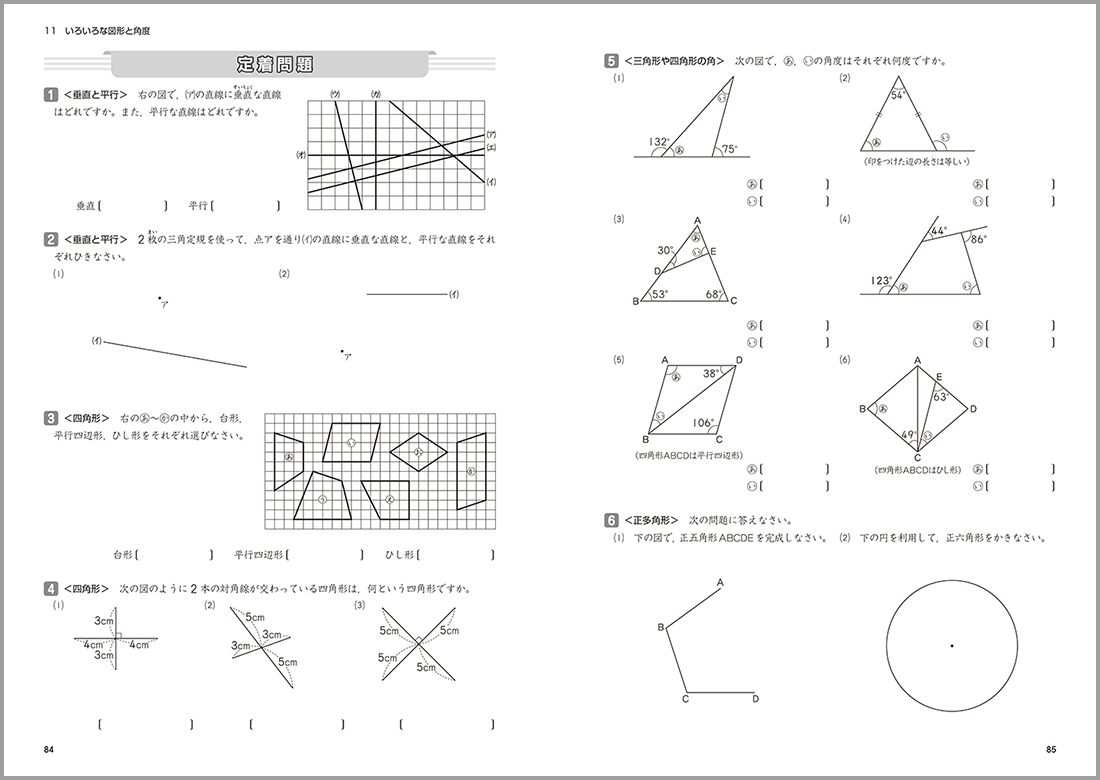 11 いろいろな図形と角度
定着問題
1 <垂直と平行> 右の図で，(ア)の直線に垂直な直線
すいちょく
はどれですか。また，平行な直線はどれですか。
(ウ) (カ)
(ア)
(エ)
(オ)
(イ)
垂直〔 〕 平行〔 〕
2 <垂直と平行> 2枚の三角定規を使って，点アを通り(イ)の直線に垂直な直線と，平行な直線をそれ
まい
ぞれひきなさい。
(1) (2)
ア
(イ)
(イ)
ア
3 <四角形> 右のあ～かの中から，台形，
平行四辺形，ひし形をそれぞれ選びなさい。
あ い お か
う え
台形〔 〕 平行四辺形〔 〕 ひし形〔 〕
4 <四角形> 次の図のように2本の対角線が交わっている四角形は，何という四角形ですか。
(1) (2) (3)
3cm
4cm 4cm
3cm
5cm
3cm
3cm
5cm
5cm 5cm
5cm 5cm
〔 〕 〔 〕 〔 〕
84
5 <三角形や四角形の角> 次の図で，あ，いの角度はそれぞれ何度ですか。
(1) (2)
い
132° あ 75°
54°
あ い
(印をつけた辺の長さは等しい)
あ〔 〕 あ〔 〕
い〔 〕 い〔 〕
(3) (4)
A
あ
30° い E
D
B 53° 68° C
44°
86°
123° あ い
あ〔 〕 あ〔 〕
い〔 〕 い〔 〕
(5) (6)
A D
あ 38°
い 106°
B C
(四角形ABCDは平行四辺形)
A
E
63°
B あ D
49° い
C
(四角形ABCDはひし形)
あ〔 〕 あ〔 〕
い〔 〕 い〔 〕
6 <正多角形> 次の問題に答えなさい。
(1) 下の図で，正五角形ABCDEを完成しなさい。 (2) 下の円を利用して，正六角形をかきなさい。
A
B
C D
85